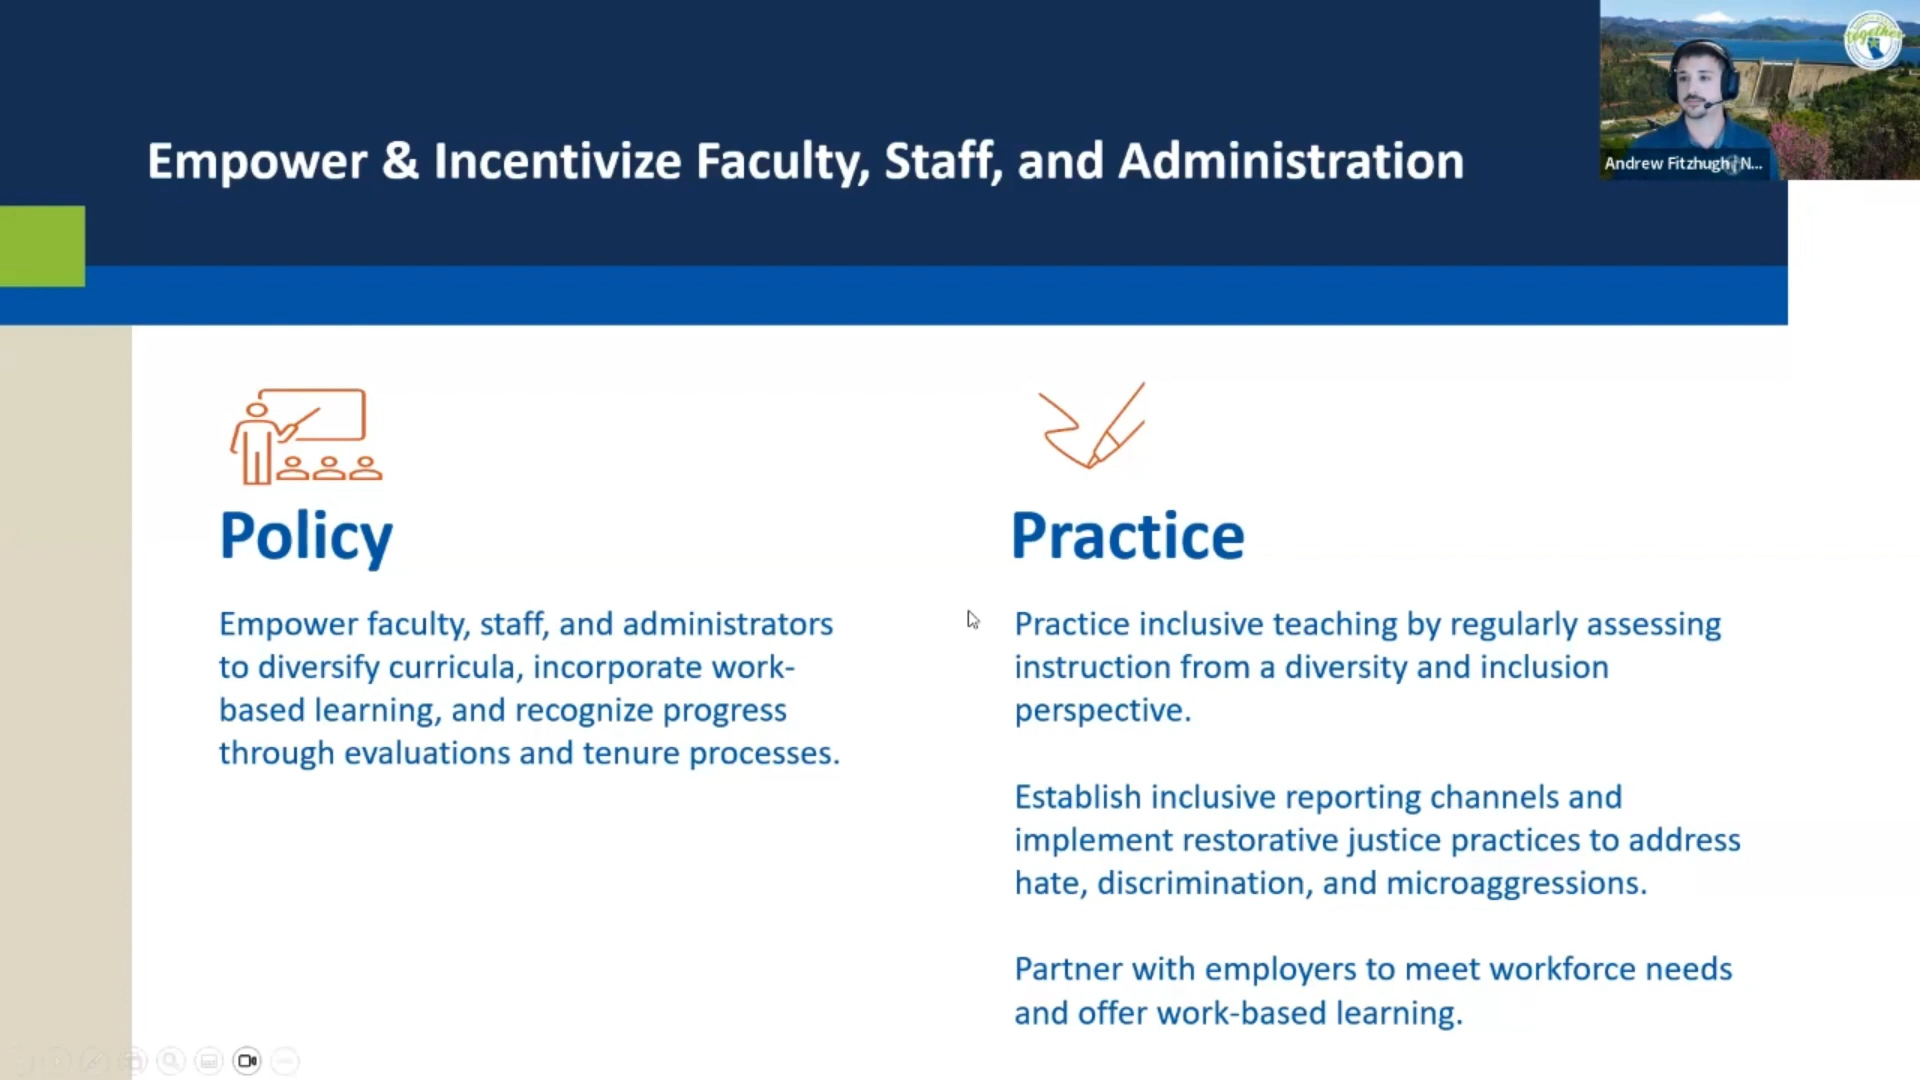 Empower & Incentivize Faculty, Staff, and Administration
together
Andrew Fitzhugh N...
Policy
Empower faculty, staff, and administrators
to diversify curricula, incorporate work-
based learning, and recognize progress
through evaluations and tenure processes.
Practice
Practice inclusive teaching by regularly assessing
instruction from a diversity and inclusion
perspective.
Establish inclusive reporting channels and
implement restorative justice practices to address
hate, discrimination, and microaggressions.
Partner with employers to meet workforce needs
and offer work-based learning.